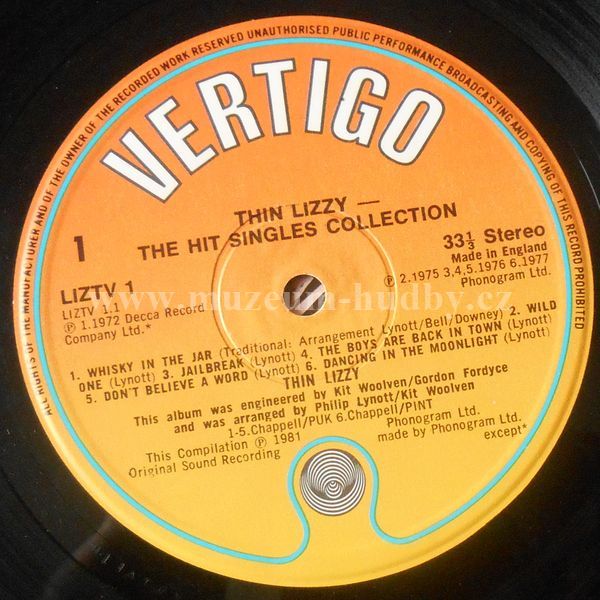 ALL RIGHTS OF THE MANUFACTURER AND OF THE OWNER OF THE RECORDED WORK RESERVED UNAUTHORISED PUBLIC PERFORMANCE BROADCASTING AND COPYING OF THIS RECORD PROHIBITED
VERTIGO
THIN LIZZY —
THE HIT SINGLES COLLECTION
1
33⅓ Stereo
Made in England
LIZTV 1
LIZTV 1.1
℗ 1.1972 Decca Record
Company Ltd.*
℗ 2.1975 3,4,5.1976 6.1977
Phonogram Ltd.
www.muzeum-hudby.cz
1. WHISKY IN THE JAR (Traditional: Arrangement Lynott/Bell/Downey) 2. WILD
ONE (Lynott) 3. JAILBREAK (Lynott) 4. THE BOYS ARE BACK IN TOWN (Lynott)
5. DON'T BELIEVE A WORD (Lynott) 6. DANCING IN THE MOONLIGHT (Lynott)
THIN LIZZY
This album was engineered by Kit Woolven/Gordon Fordyce
and was arranged by Philip Lynott/Kit Woolven
1-5.Chappell/PUK 6.Chappell/PINT
This Compilation ℗ 1981 Phonogram Ltd.
Original Sound Recording made by Phonogram Ltd.
except*